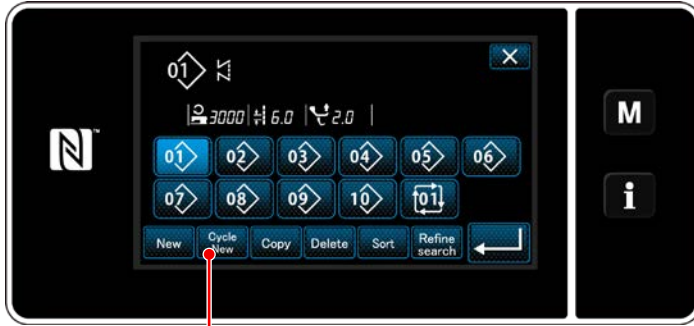 01
3000 6.0 2.0
01 02 03 04 05 06
07 08 09 10 01
New Cycle New Copy Delete Sort Refine search
M
i
N